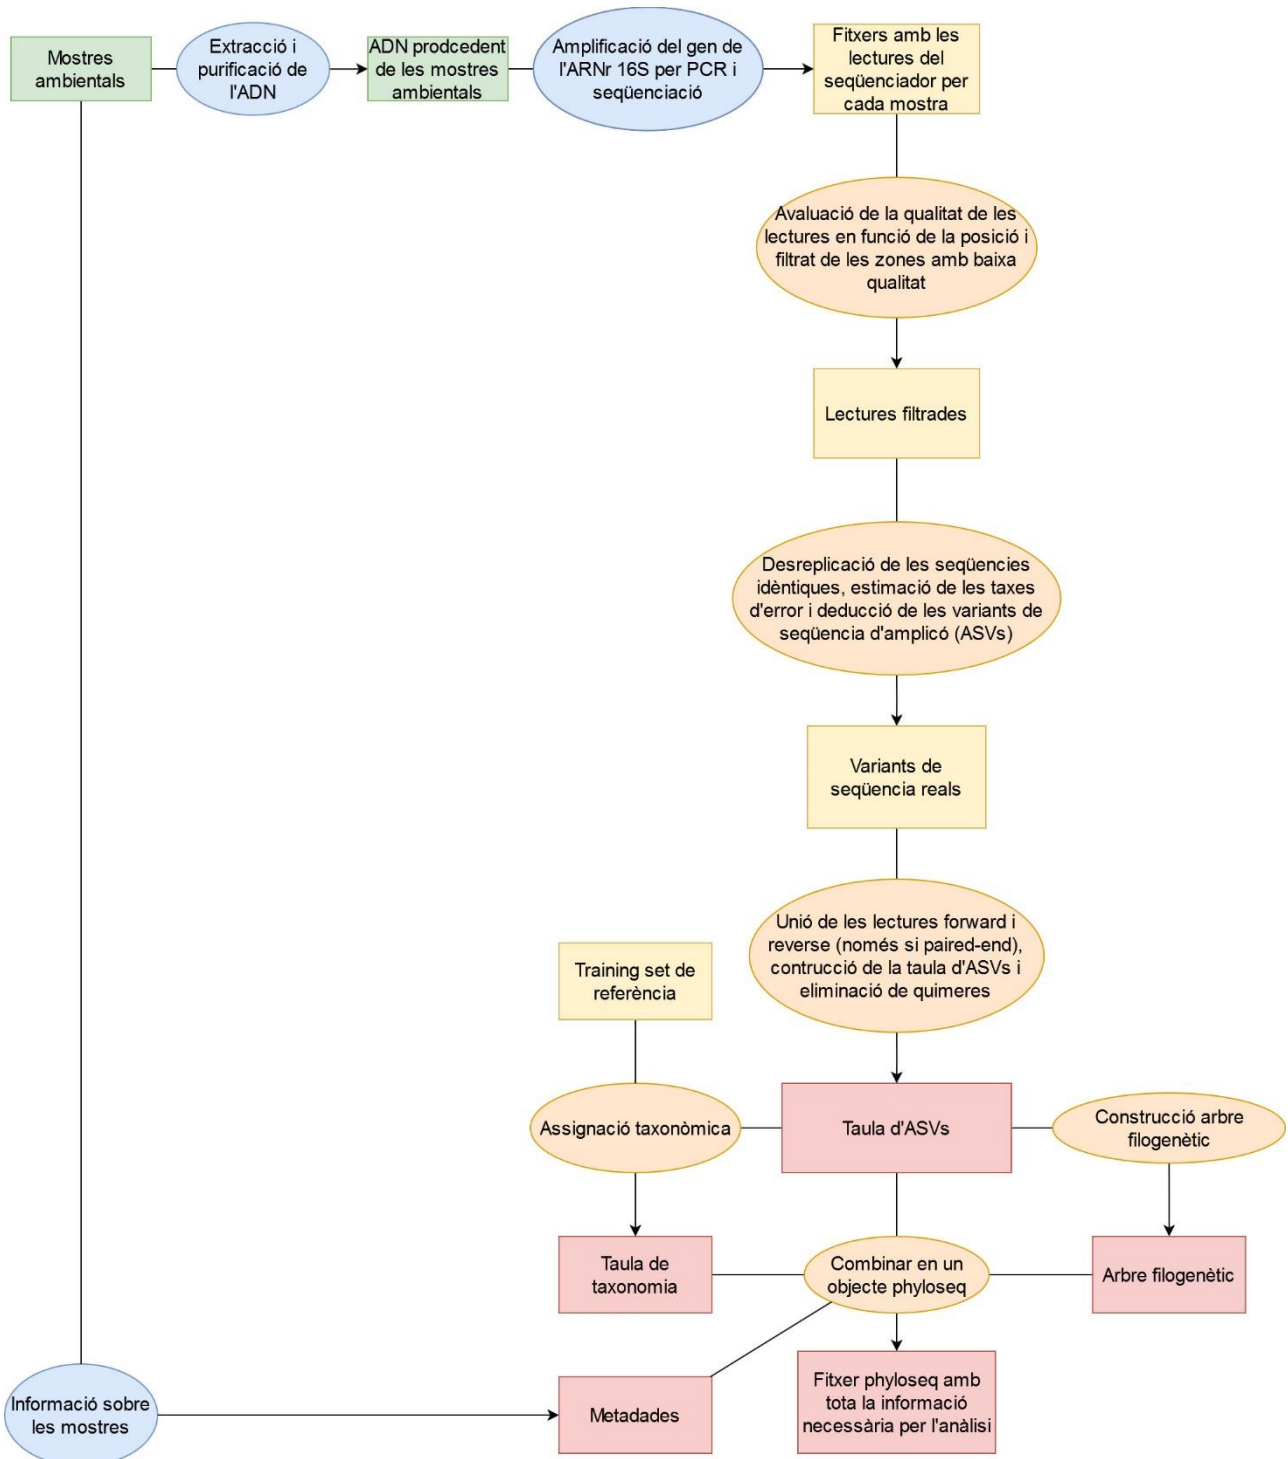 Mostres
ambientals
Extracció i
purificació de
l'ADN
ADN prodcedent
de les mostres
ambientals
Amplificació del gen de
l'ARNr 16S per PCR i
seqüenciació
Fitxers amb les
lectures del
seqüenciador per
cada mostra
Avaluació de la qualitat de les
lectures en funció de la posició i
filtrat de les zones amb baixa
qualitat
Lectures filtrades
Desreplicació de les seqüencies
idèntiques, estimació de les taxes
d'error i deducció de les variants de
seqüencia d'amplicó (ASVs)
Variants de
seqüencia reals
Unió de les lectures forward i
reverse (només si paired-end),
contrucció de la taula d'ASVs i
eliminació de quimeres
Training set de
referència
Assignació taxonòmica
Taula d'ASVs
Construcció arbre
filogenètic
Taula de
taxonomia
Combinar en un
objecte phyloseq
Arbre filogenètic
Informació sobre
les mostres
Metadades
Fitxer phyloseq amb
tota la informació
necessària per l'anàlisi